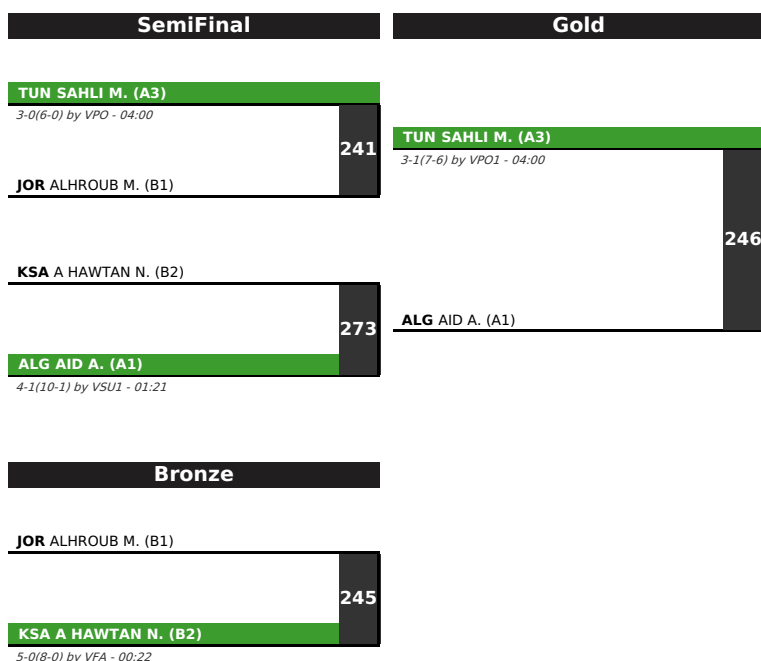 SemiFinal
TUN SAHLI M. (A3)
3-0(6-0) by VPO - 04:00
241
JOR ALHROUB M. (B1)
KSA A HAWTAN N. (B2)
273
ALG AID A. (A1)
4-1(10-1) by VSU1 - 01:21
Gold
TUN SAHLI M. (A3)
3-1(7-6) by VPO1 - 04:00
246
ALG AID A. (A1)
Bronze
JOR ALHROUB M. (B1)
245
KSA A HAWTAN N. (B2)
5-0(8-0) by VFA - 00:22